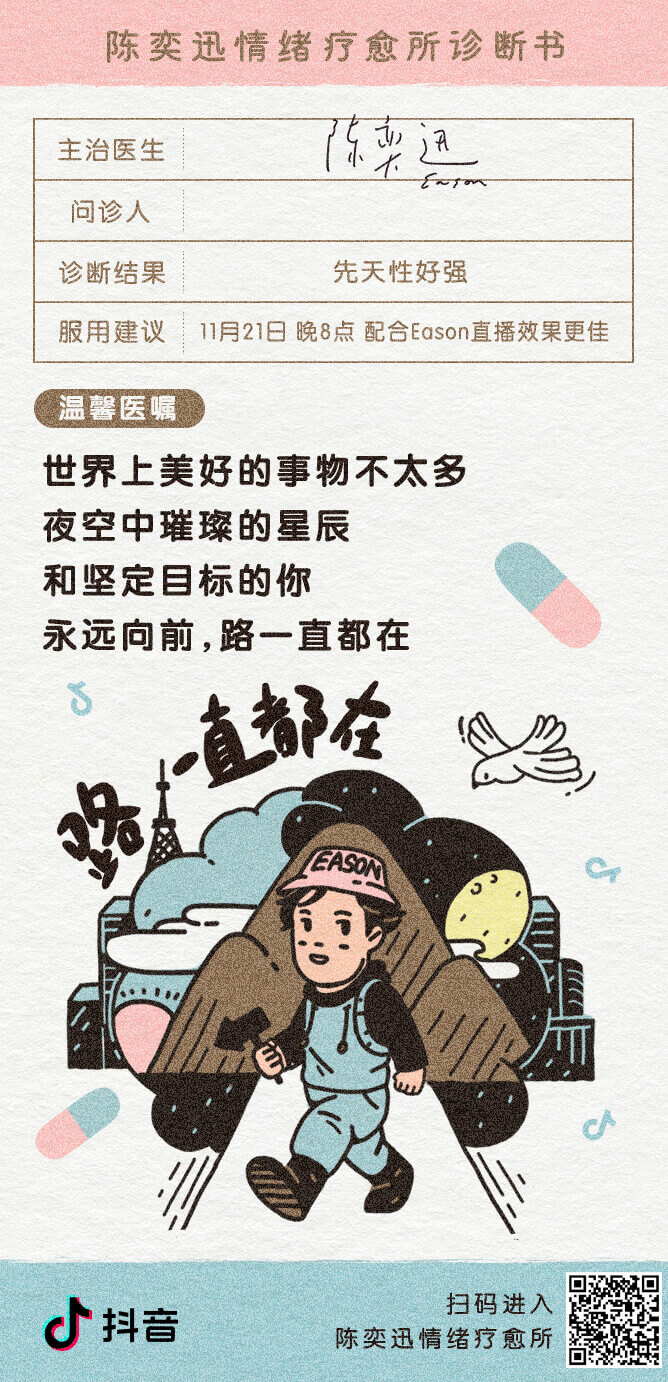 陈奕迅情绪疗愈所诊断书
主治医生 陈奕迅
Eason
问诊人
诊断结果 先天性好强
服用建议 11月21日 晚8点 配合Eason直播效果更佳
温馨医嘱
世界上美好的事物不太多
夜空中璀璨的星辰
和坚定目标的你
永远向前,路一直都在
路一直都在
EASON
抖音
扫码进入
陈奕迅情绪疗愈所